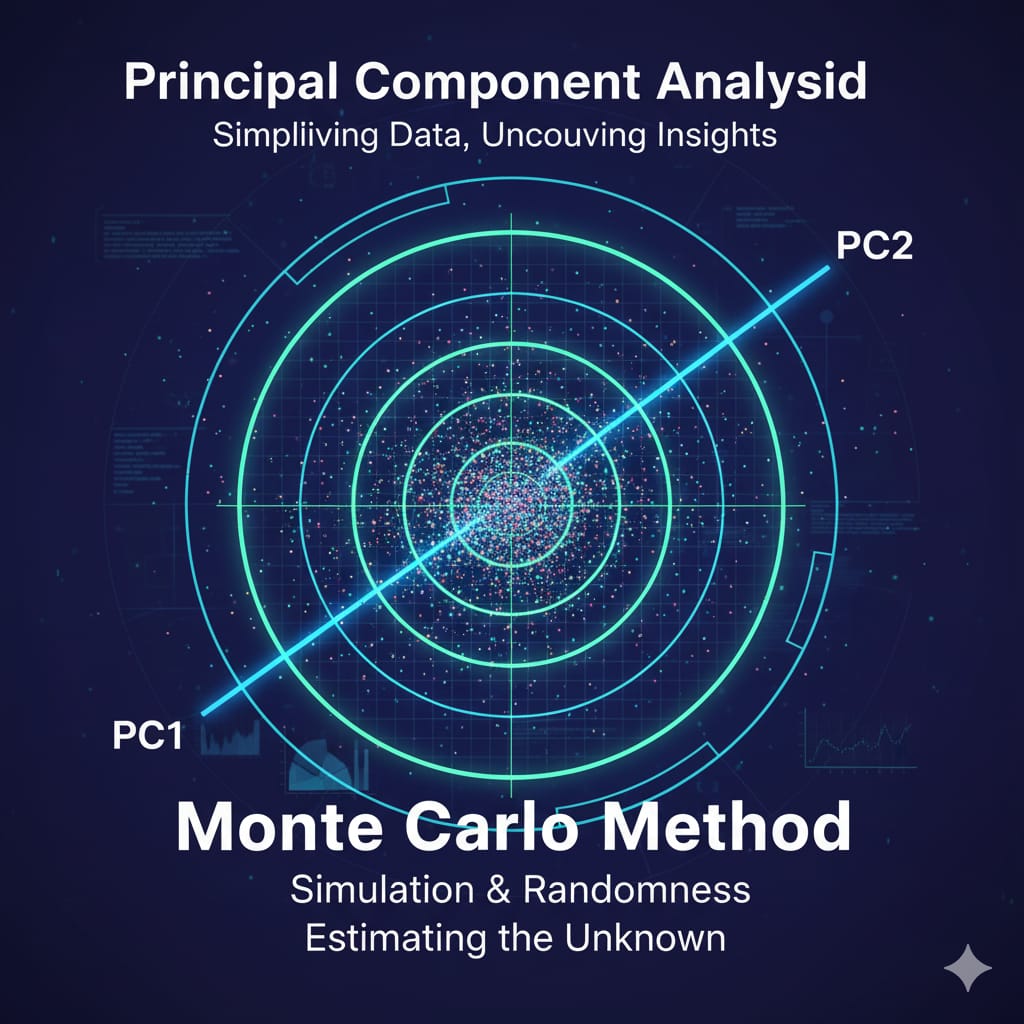 Principal Component Analysid
Simpliiving Data, Uncouving Insights
PC2
PC1
Monte Carlo Method
Simulation & Randomness
Estimating the Unknown